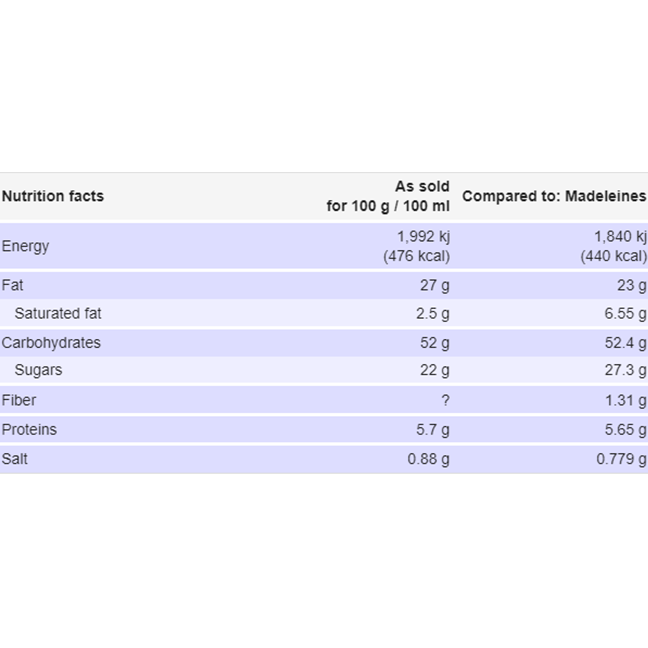 Nutrition facts As sold for 100 g / 100 ml Compared to: Madeleines
Energy 1,992 kj (476 kcal) 1,840 kj (440 kcal)
Fat 27 g 23 g
Saturated fat 2.5 g 6.55 g
Carbohydrates 52 g 52.4 g
Sugars 22 g 27.3 g
Fiber ? 1.31 g
Proteins 5.7 g 5.65 g
Salt 0.88 g 0.779 g